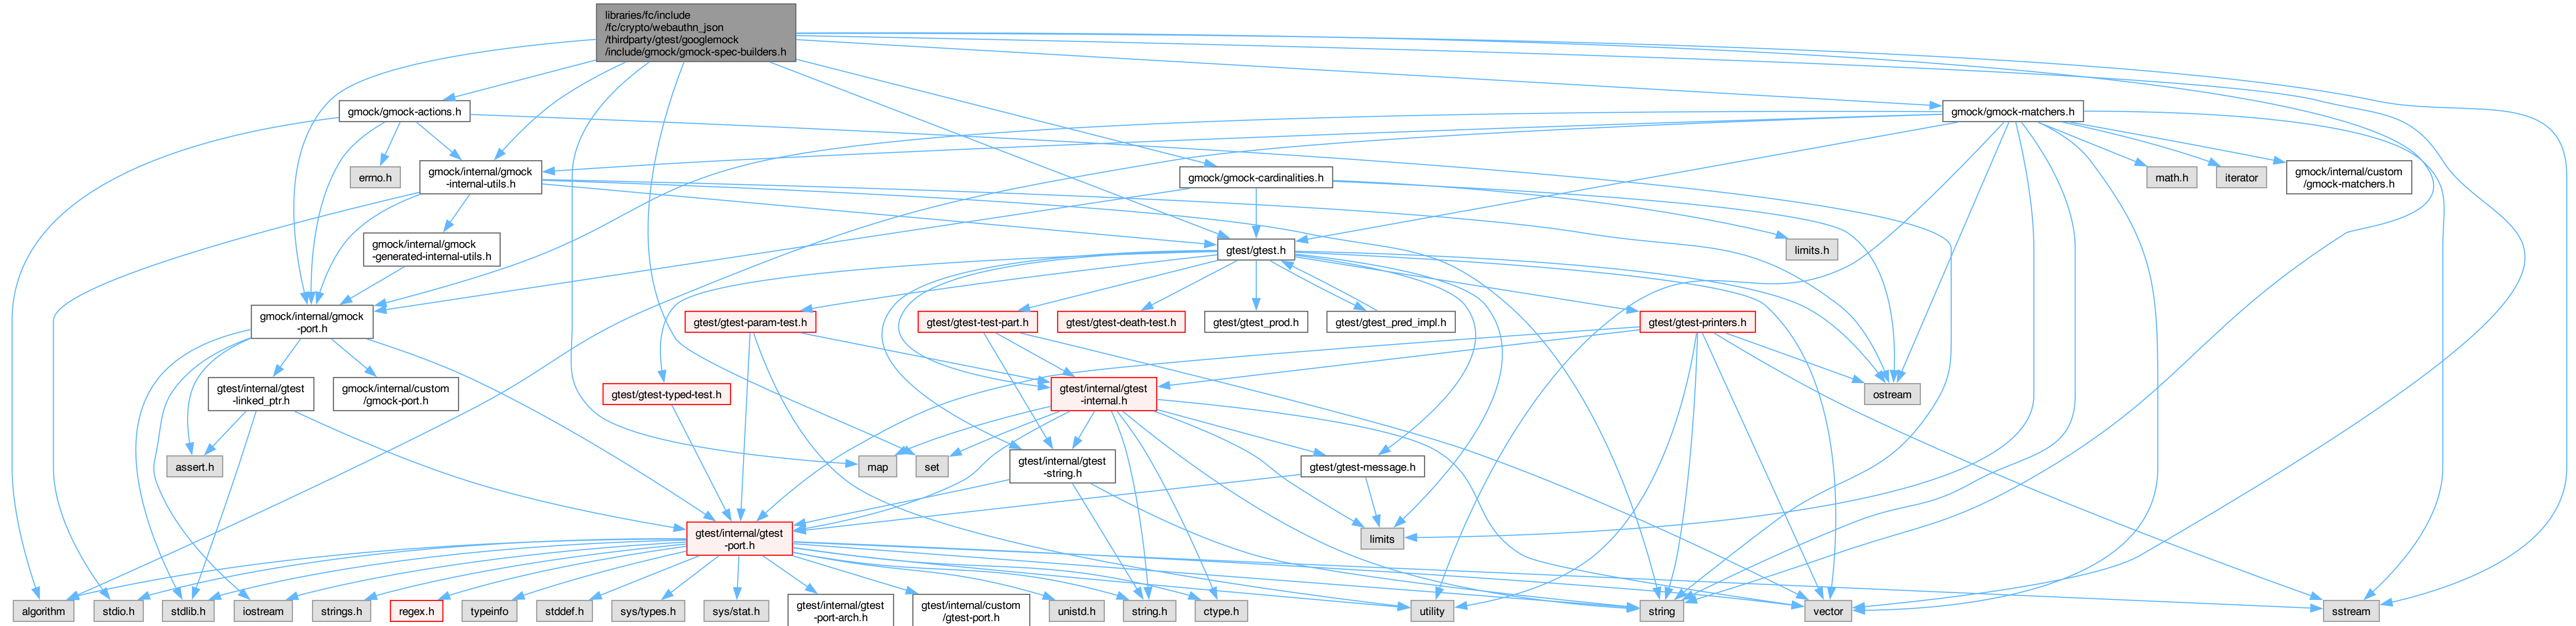 libraries/fc/include
/fc/crypto/webauthn_json
/thirdparty/gtest/googlemock
/include/gmock/gmock-spec-builders.h
gmock/gmock-actions.h
gmock/gmock-matchers.h
errno.h
gmock/internal/gmock
-internal-utils.h
gmock/gmock-cardinalities.h
math.h
iterator
gmock/internal/custom
/gmock-matchers.h
gmock/internal/gmock
-generated-internal-utils.h
gtest/gtest.h
limits.h
gmock/internal/gmock
-port.h
gtest/gtest-param-test.h
gtest/gtest-test-part.h
gtest/gtest-death-test.h
gtest/gtest_prod.h
gtest/gtest_pred_impl.h
gtest/gtest-printers.h
gtest/internal/gtest
-linked_ptr.h
gmock/internal/custom
/gmock-port.h
gtest/gtest-typed-test.h
gtest/internal/gtest
-internal.h
ostream
assert.h
map
set
gtest/internal/gtest
-string.h
gtest/gtest-message.h
gtest/internal/gtest
-port.h
limits
algorithm
stdio.h
stdlib.h
iostream
strings.h
regex.h
typeinfo
stddef.h
sys/types.h
sys/stat.h
gtest/internal/gtest
-port-arch.h
gtest/internal/custom
/gtest-port.h
unistd.h
string.h
ctype.h
utility
string
vector
sstream